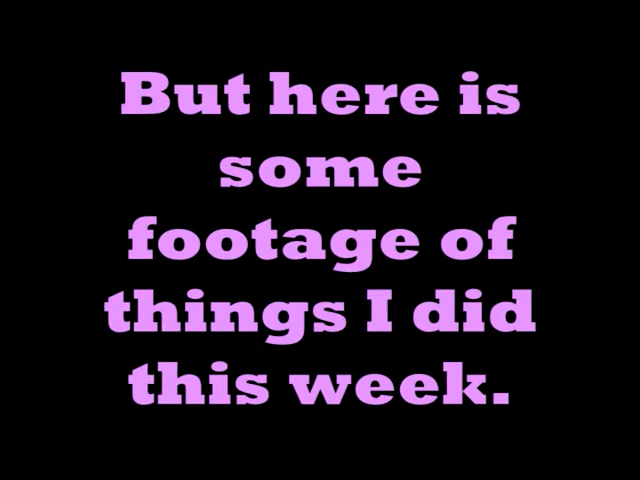 But here is
some
footage of
things I did
this week.